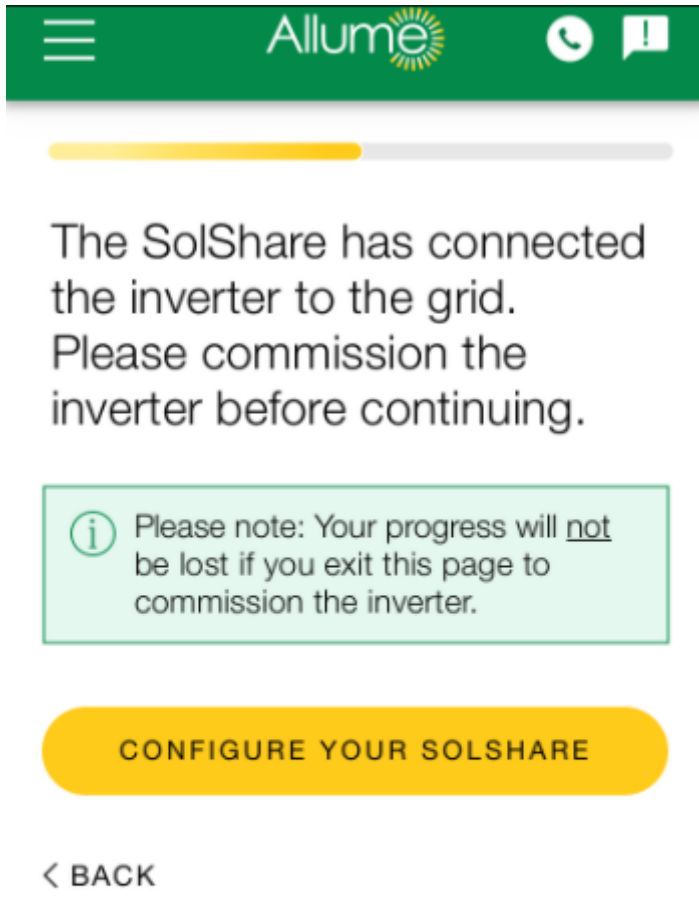 Allume
!
The SolShare has connected
the inverter to the grid.
Please commission the
inverter before continuing.
i Please note: Your progress will not
be lost if you exit this page to
commission the inverter.
CONFIGURE YOUR SOLSHARE
< BACK